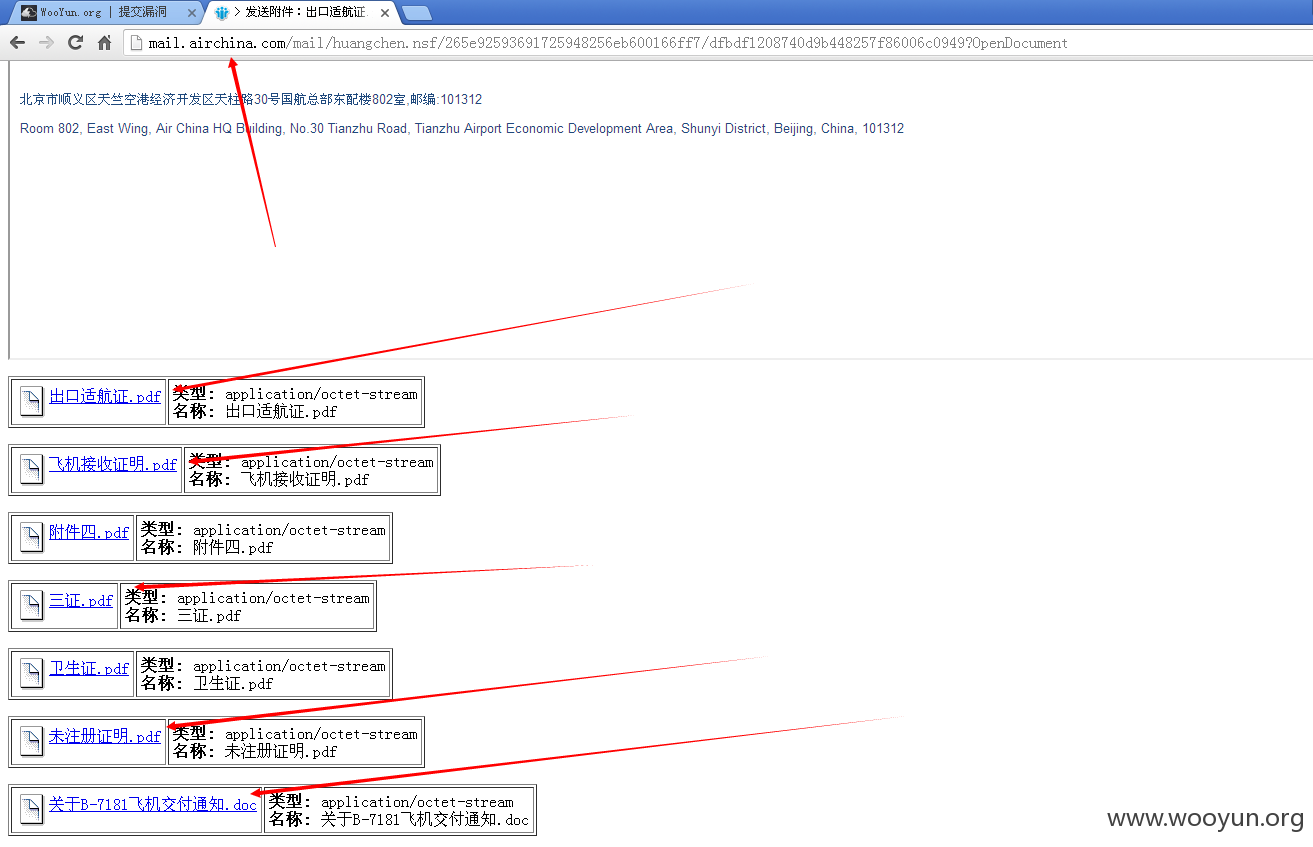 WooYun.org | 提交漏洞
> 发送附件：出口适航证.
mail.airchina.com/mail/huangchen.nsf/265e92593691725948256eb600166ff7/dfbdf1208740d9b448257f86006c0949?OpenDocument
北京市顺义区天竺空港经济开发区天柱路30号国航总部东配楼802室,邮编:101312
Room 802, East Wing, Air China HQ Building, No.30 Tianzhu Road, Tianzhu Airport Economic Development Area, Shunyi District, Beijing, China, 101312
出口适航证.pdf
类型: application/octet-stream
名称: 出口适航证.pdf
飞机接收证明.pdf
类型: application/octet-stream
名称: 飞机接收证明.pdf
附件四.pdf
类型: application/octet-stream
名称: 附件四.pdf
三证.pdf
类型: application/octet-stream
名称: 三证.pdf
卫生证.pdf
类型: application/octet-stream
名称: 卫生证.pdf
未注册证明.pdf
类型: application/octet-stream
名称: 未注册证明.pdf
关于B-7181飞机交付通知.doc
类型: application/octet-stream
名称: 关于B-7181飞机交付通知.doc
www.wooyun.org